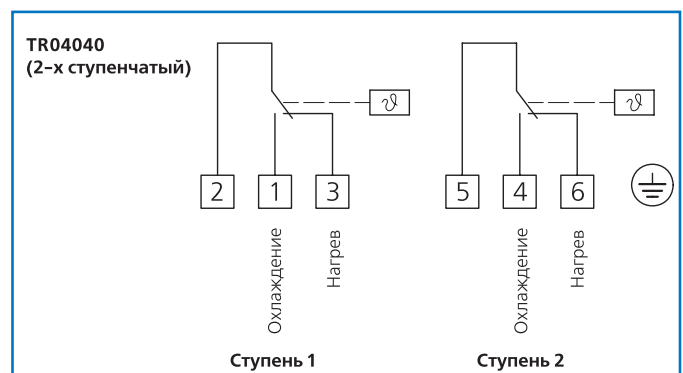 TR04040
(2–х ступенчатый)
ϑ
ϑ
2
1
3
5
4
6
Охлаждение
Нагрев
Охлаждение
Нагрев
Ступень 1
Ступень 2